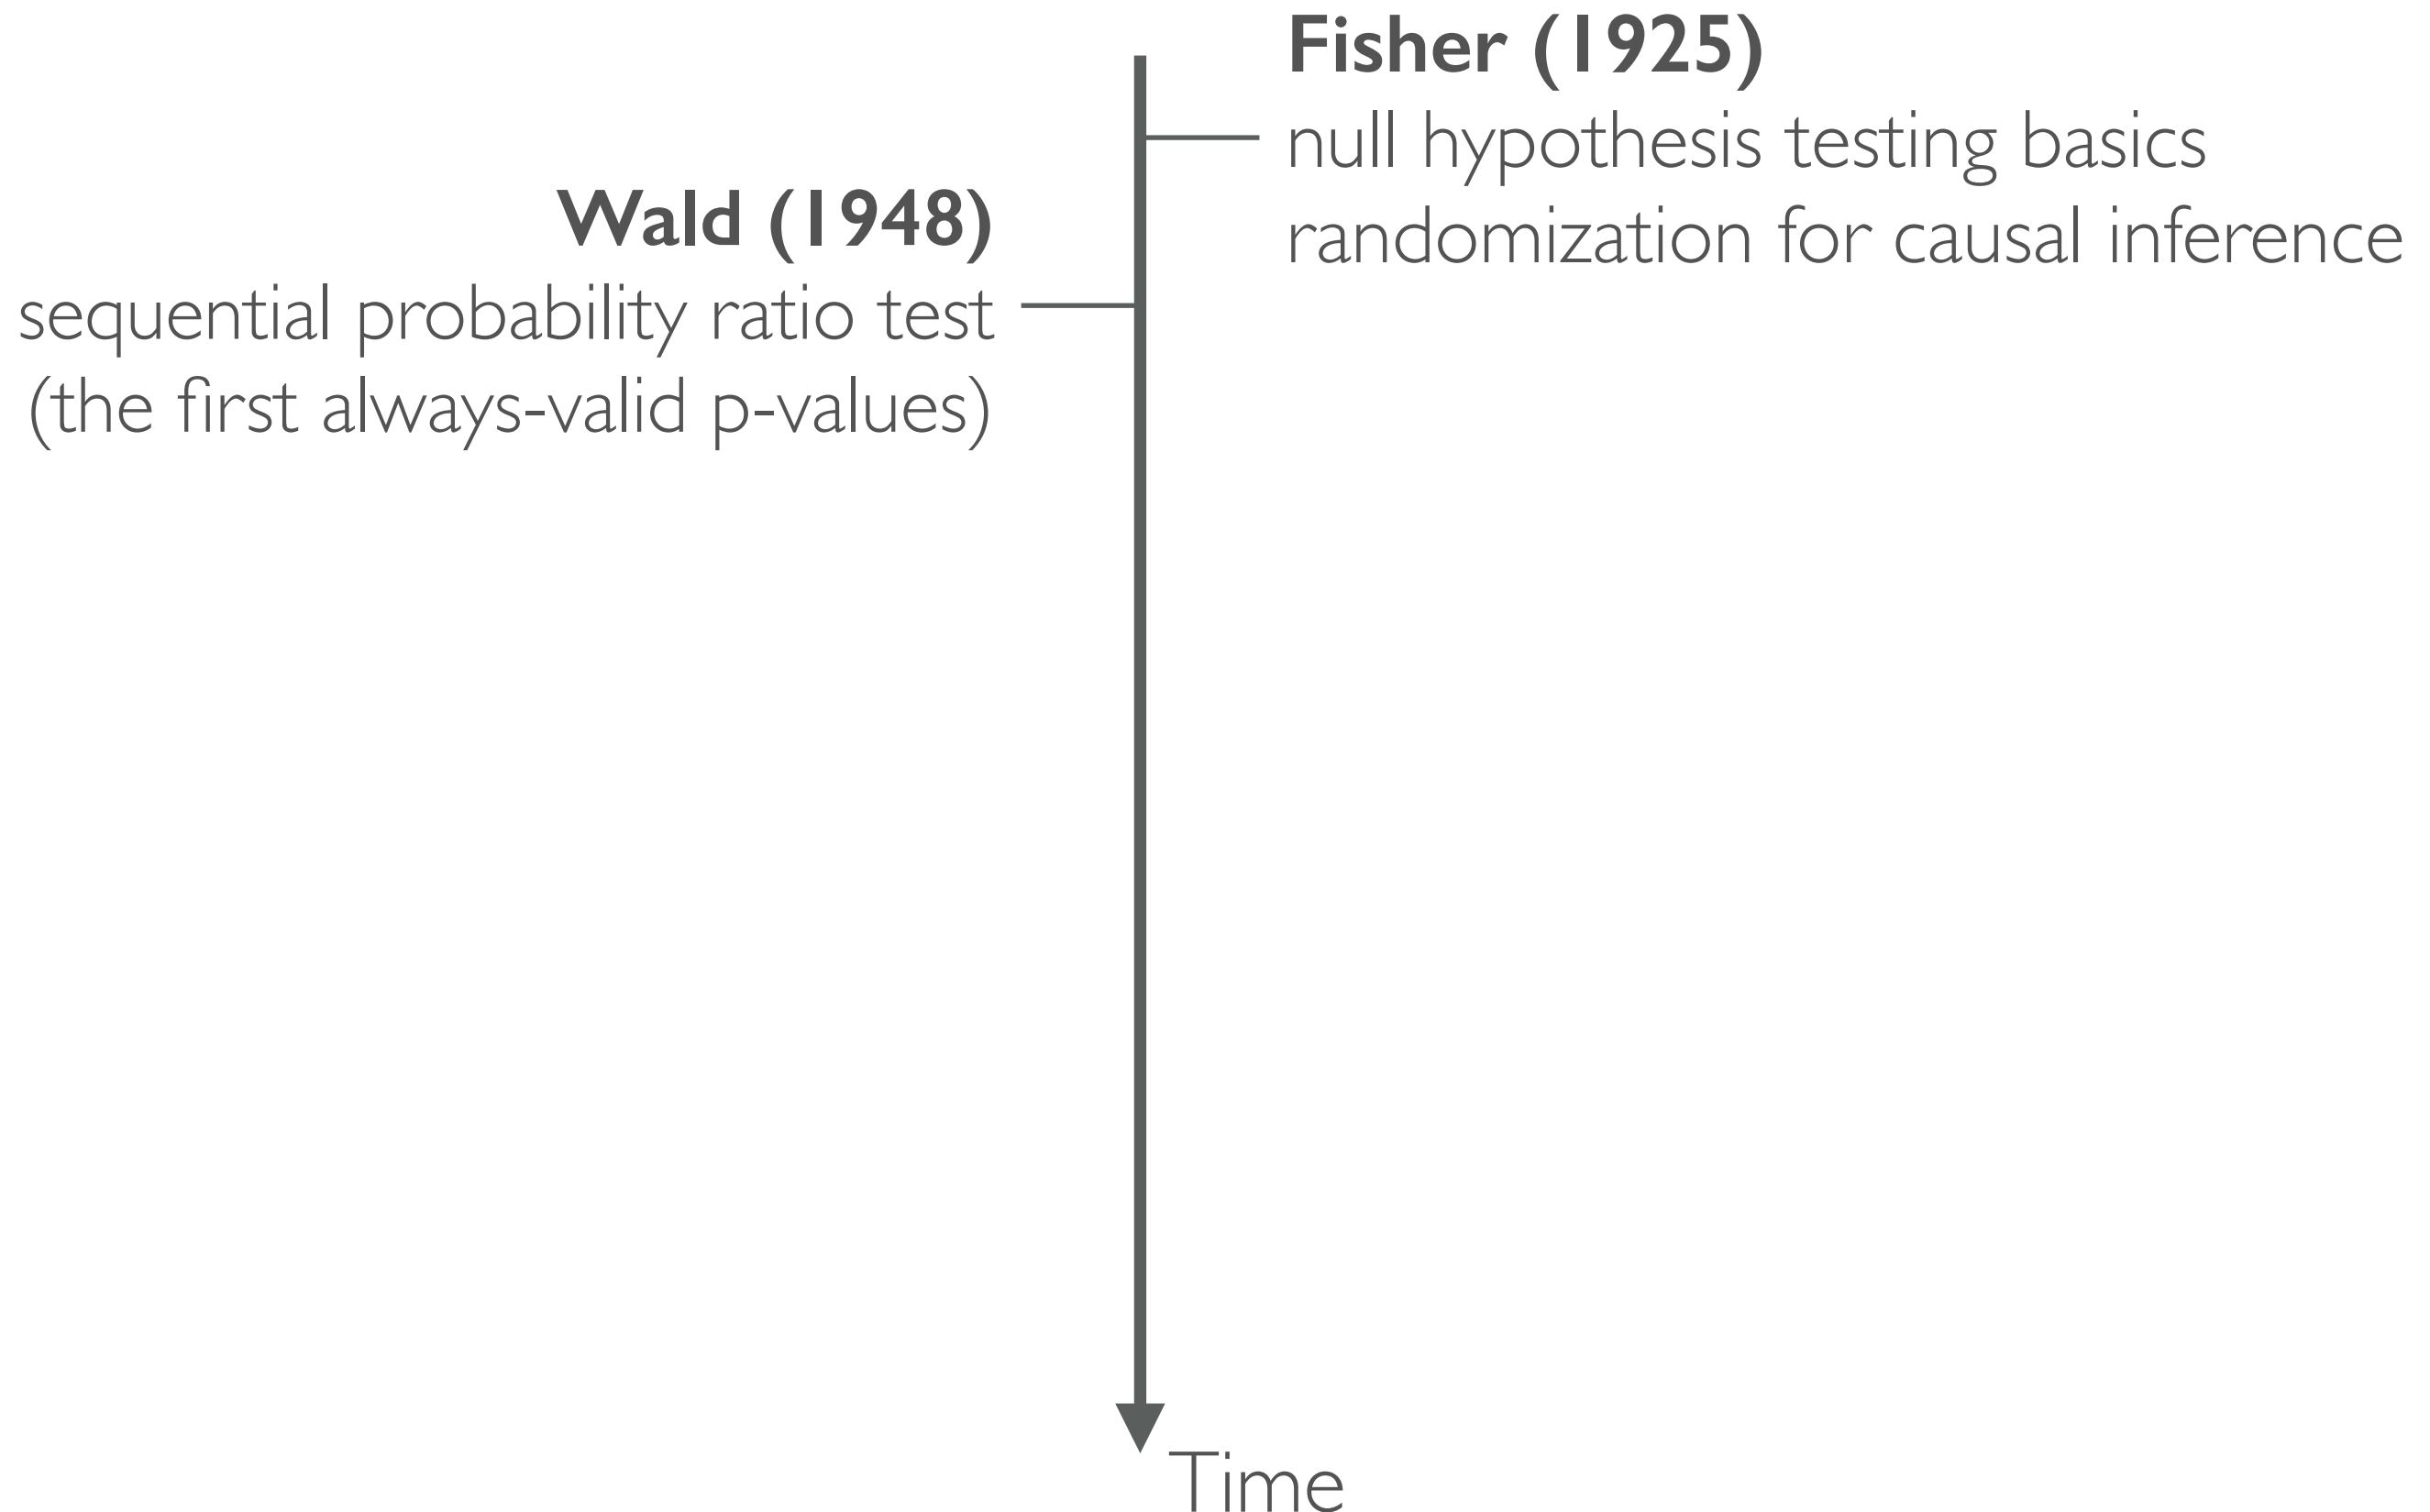 Fisher (1925)
null hypotheis testing basics
randomization for causal inference
Wald (1948)
sequential probability ratio test
(the first always-valid p-values)
Time